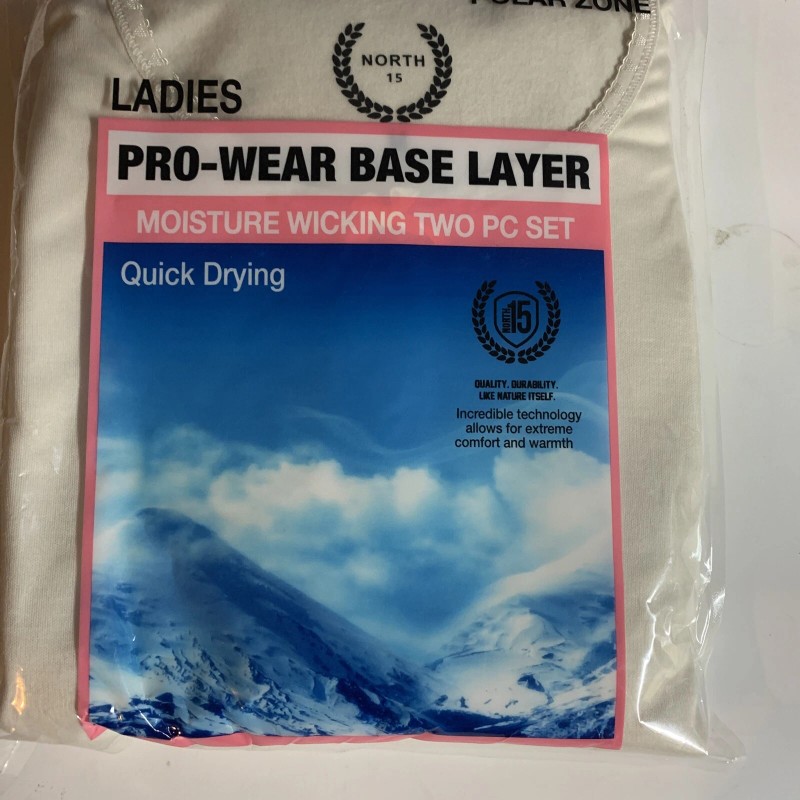 POLAR ZONE
NORTH
15
LADIES
PRO-WEAR BASE LAYER
MOISTURE WICKING TWO PC SET
Quick Drying
NORTH 15
QUALITY. DURABILITY.
LIKE NATURE ITSELF.
Incredible technology
allows for extreme
comfort and warmth